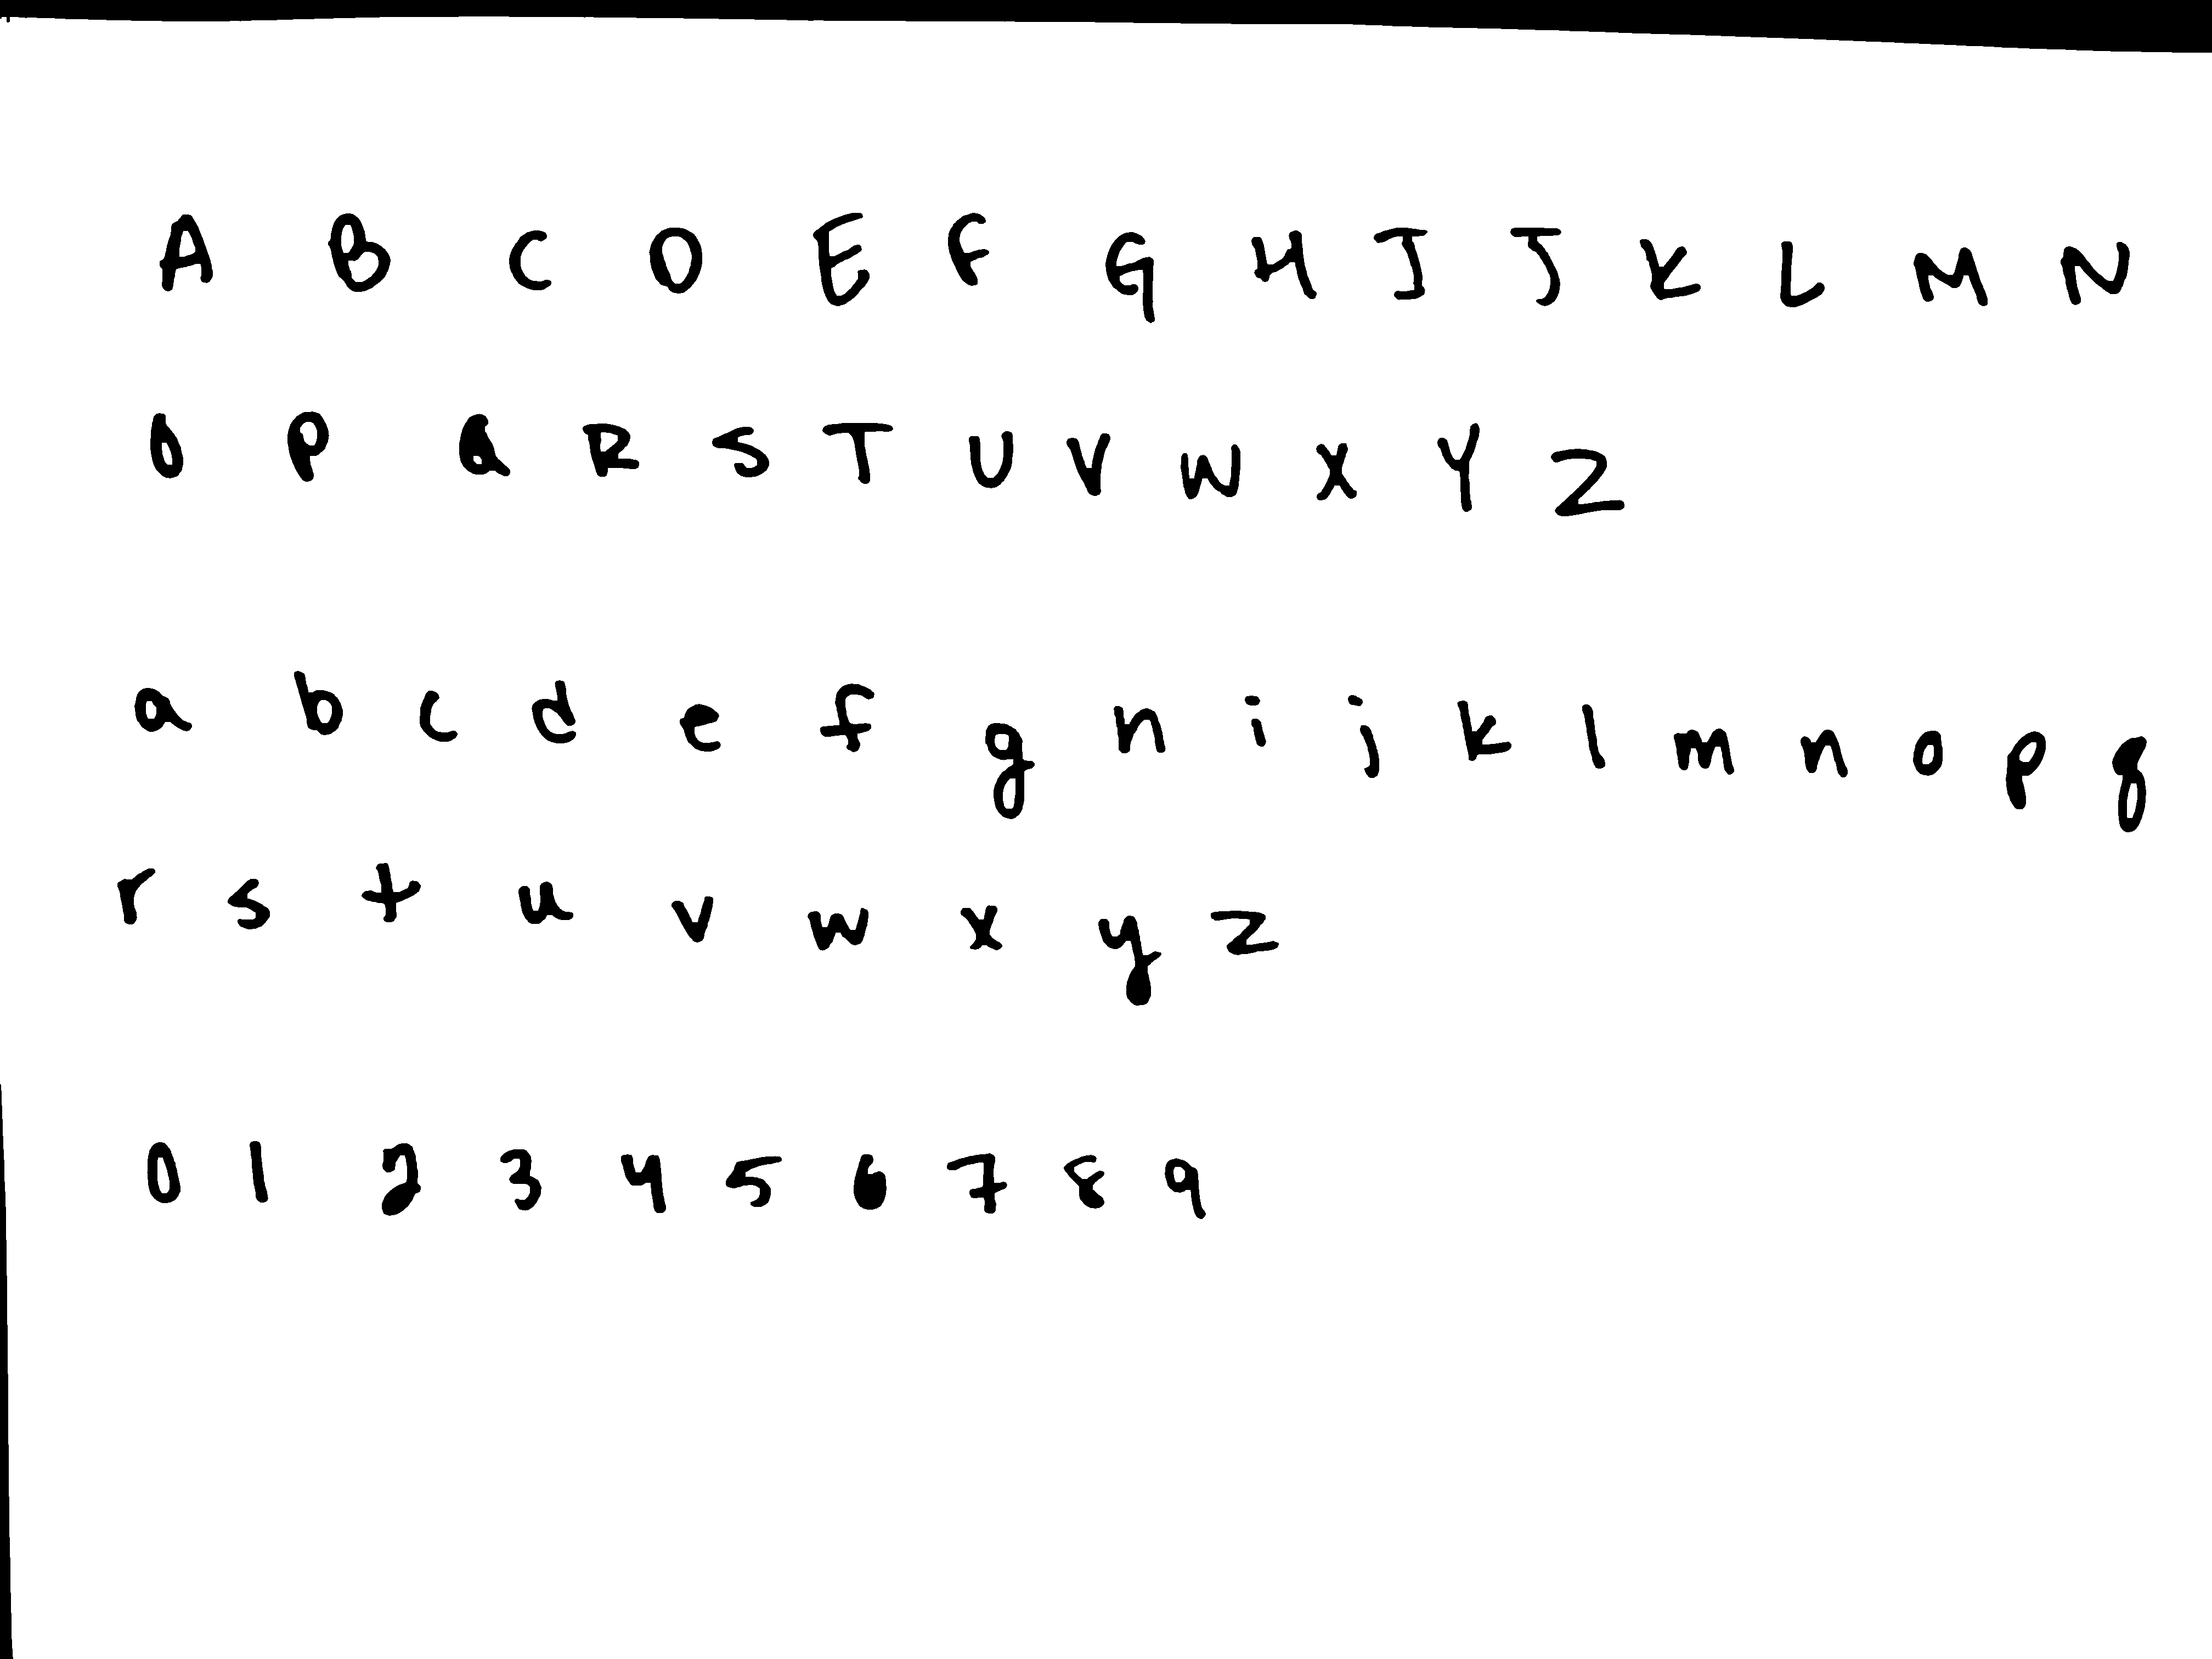 A B C D E F G H I J K L M N
O P Q R S T U V W X Y Z
a b c d e f g h i j k l m n o p q
r s t u v w x y z
0 1 2 3 4 5 6 7 8 9